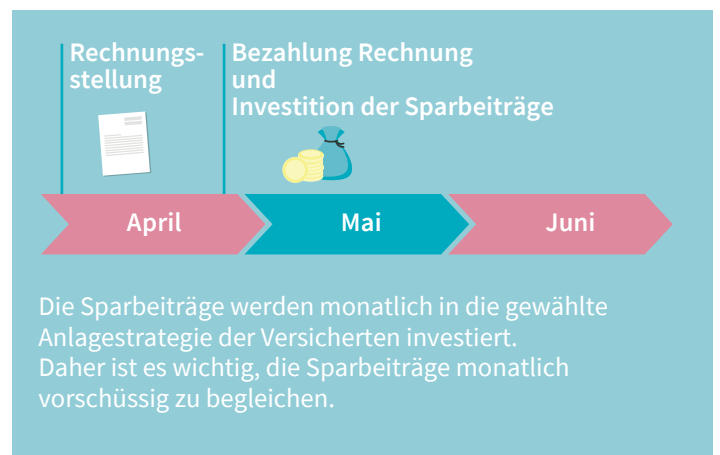 Rechnungs-
stellung
Bezahlung Rechnung
und
Investition der Sparbeiträge
April
Mai
Juni
Die Sparbeiträge werden monatlich in die gewählte
Anlagestrategie der Versicherten investiert.
Daher ist es wichtig, die Sparbeiträge monatlich
vorschüssig zu begleichen.